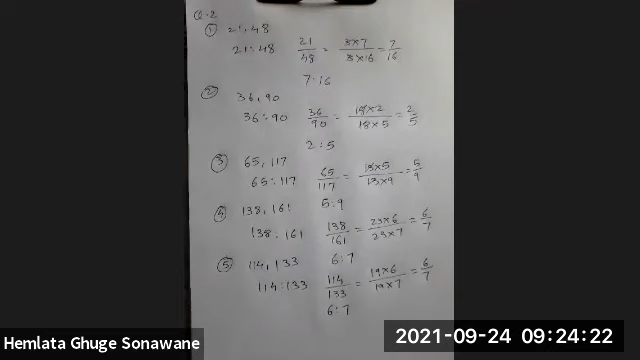 Q.2
① 21, 48
21:48 21/48 = 3×7/3×16 = 7/16
7:16
② 36, 90
36:90 36/90 = 18×2/18×5 = 2/5
2:5
③ 65, 117
65:117 65/117 = 13×5/13×9 = 5/9
5:9
④ 138, 161
138:161 138/161 = 23×6/23×7 = 6/7
6:7
⑤ 114, 133
114:133 114/133 = 19×6/19×7 = 6/7
6:7
Hemlata Ghuge Sonawane
2021-09-24 09:24:22